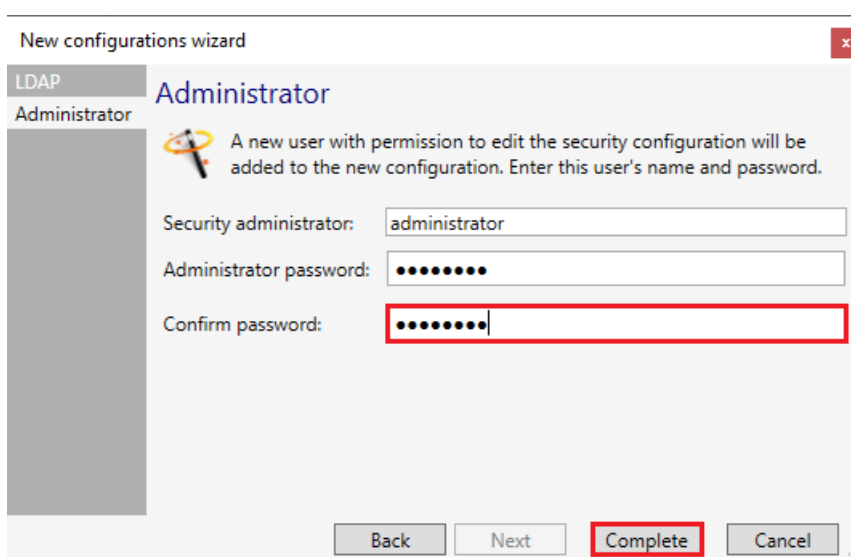 New configurations wizard
x
LDAP
Administrator
Administrator
A new user with permission to edit the security configuration will be
added to the new configuration. Enter this user's name and password.
Security administrator: administrator
Administrator password: ●●●●●●●●
Confirm password: ●●●●●●●●
Back Next Complete Cancel